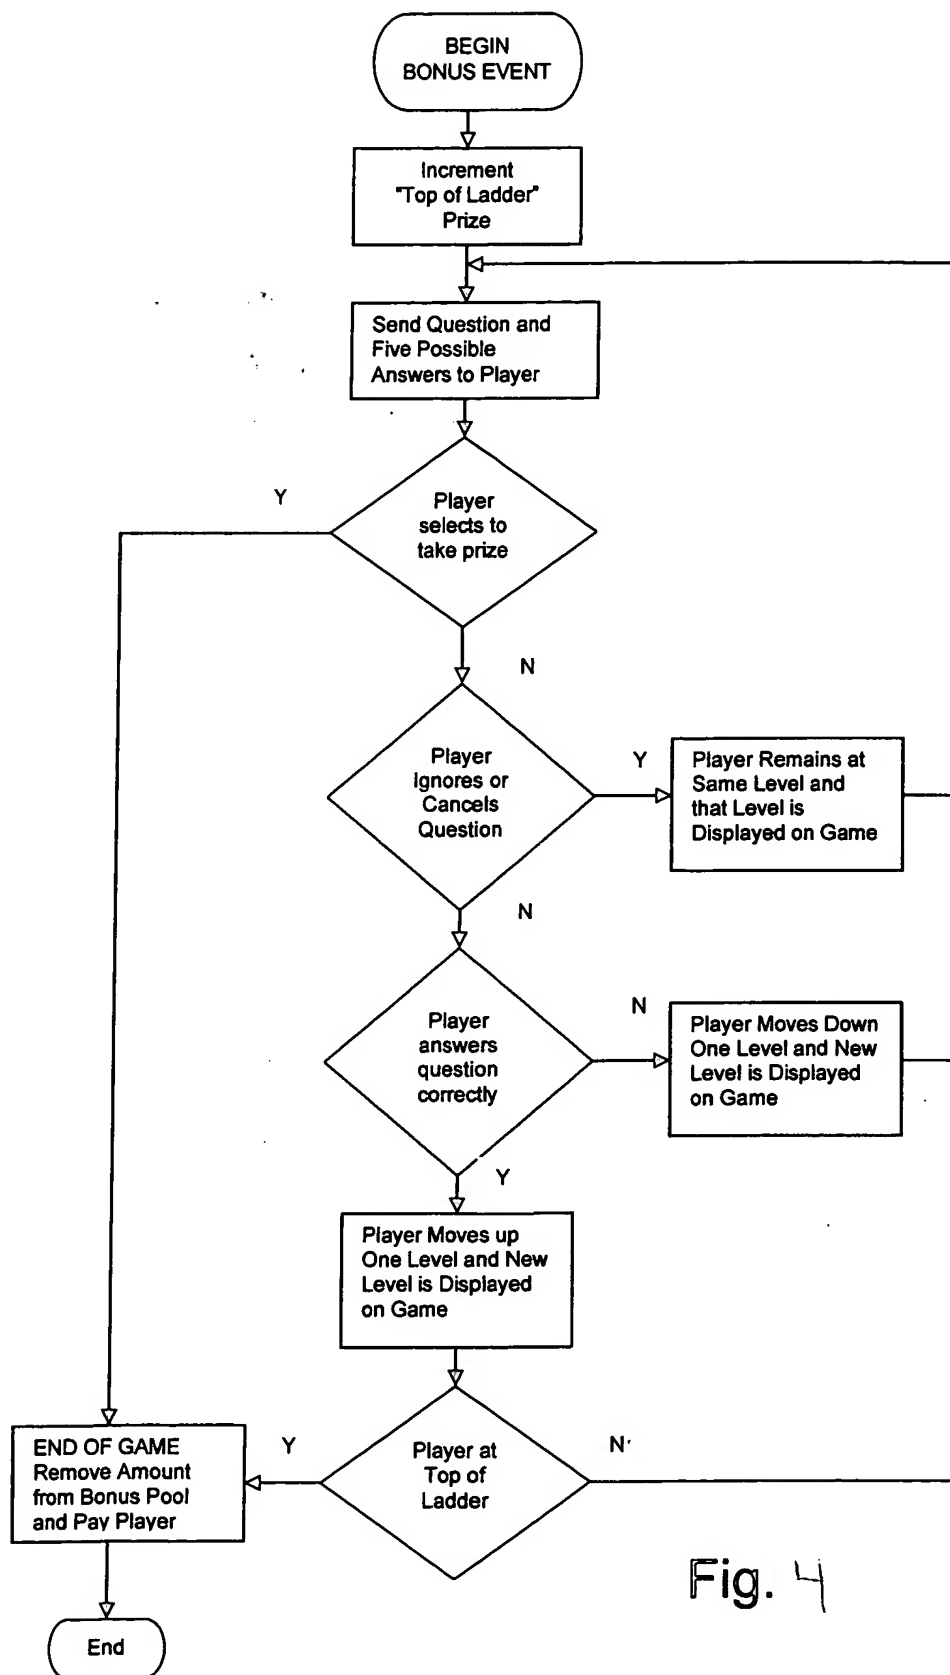 BEGIN
BONUS EVENT
Increment
"Top of Ladder"
Prize
Send Question and
Five Possible
Answers to Player
Y
Player
selects to
take prize
N
Player
Ignores or
Cancels
Question
Y
Player Remains at
Same Level and
that Level is
Displayed on Game
N
Player
answers
question
correctly
N
Player Moves Down
One Level and New
Level is Displayed
on Game
Y
Player Moves up
One Level and New
Level is Displayed
on Game
END OF GAME
Remove Amount
from Bonus Pool
and Pay Player
Y
Player at
Top of
Ladder
N
End
Fig. 4